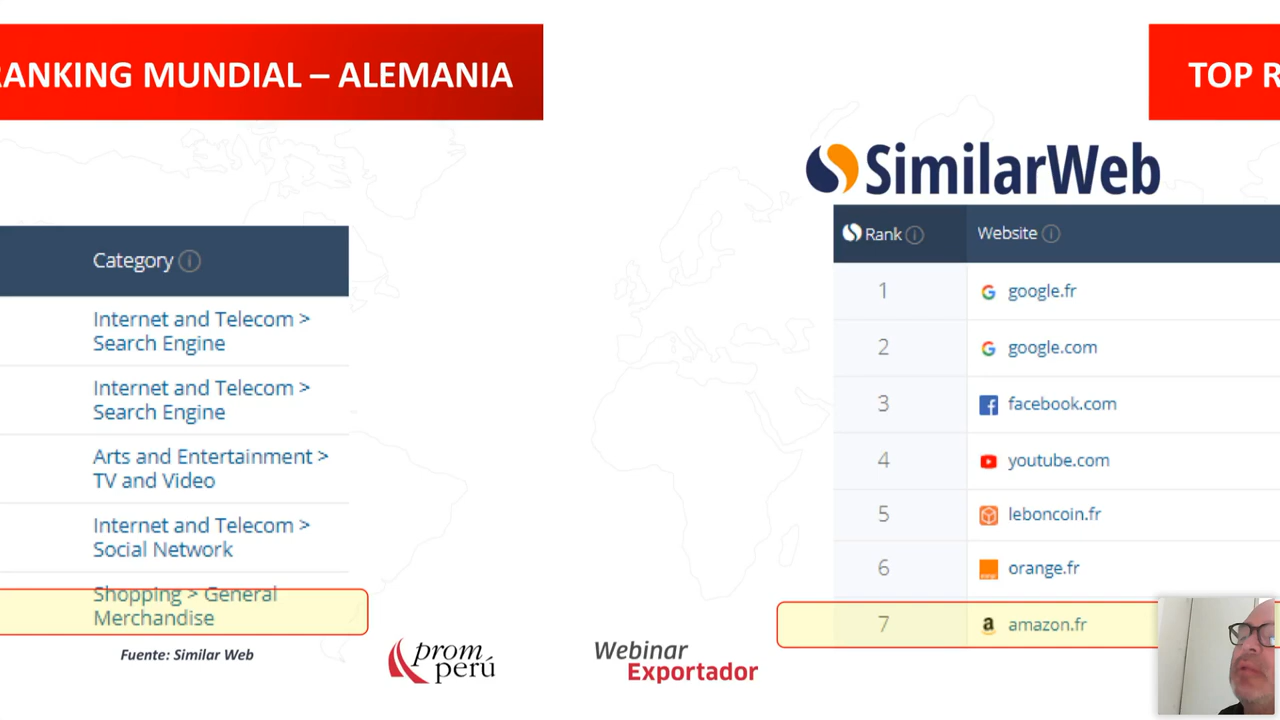 RANKING MUNDIAL – ALEMANIA
Category
Internet and Telecom >
Search Engine
Internet and Telecom >
Search Engine
Arts and Entertainment >
TV and Video
Internet and Telecom >
Social Network
Shopping > General
Merchandise
Fuente: Similar Web
prom
perú
Webinar
Exportador
TOP R
SimilarWeb
Rank Website
1 google.fr
2 google.com
3 facebook.com
4 youtube.com
5 leboncoin.fr
6 orange.fr
7 amazon.fr